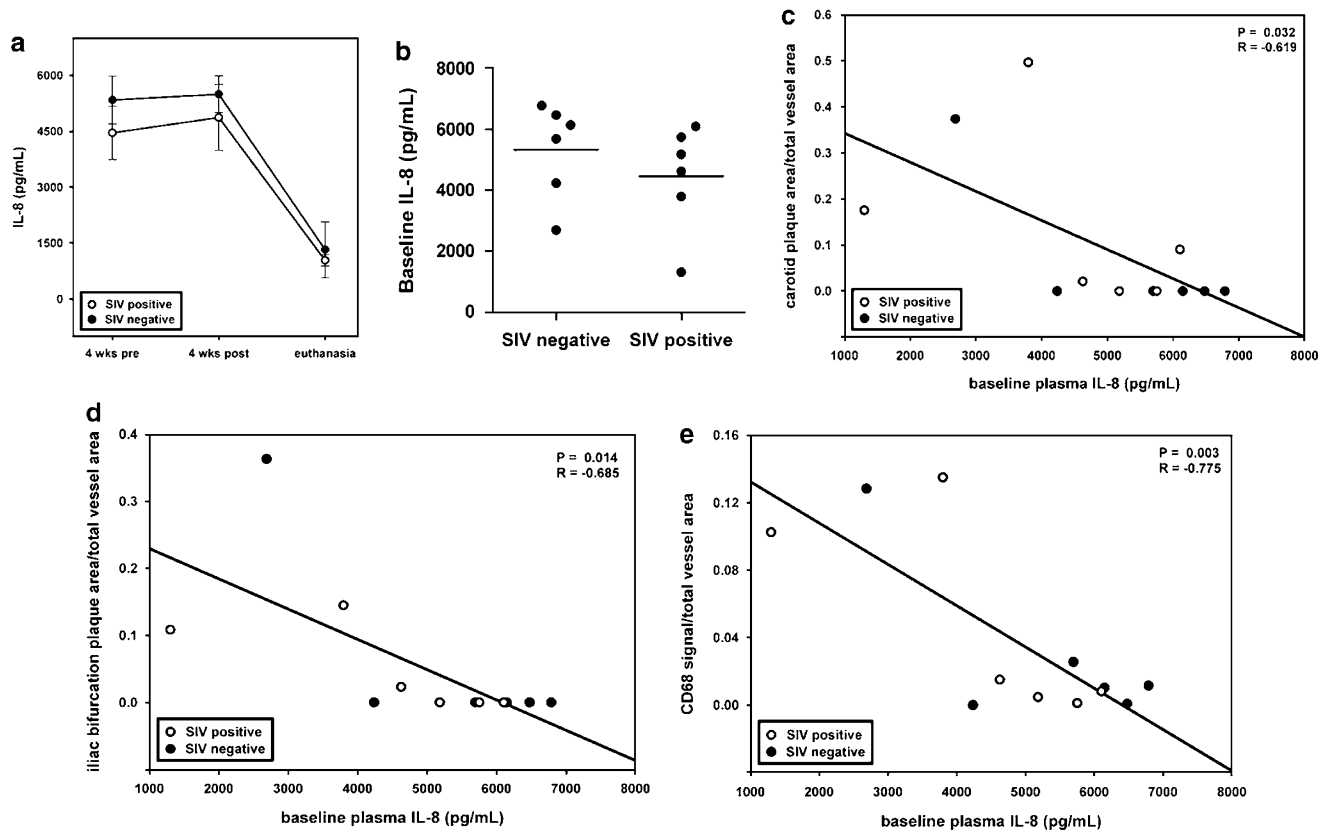 a
6000
4500
3000
1500
0
IL-8 (pg/mL)
SIV positive
SIV negative
4 wks pre 4 wks post euthanasia
b
8000
6000
4000
2000
0
Baseline IL-8 (pg/mL)
SIV negative SIV positive
c
0.6
0.5
0.4
0.3
0.2
0.1
0.0
carotid plaque area/total vessel area
P = 0.032
R = -0.619
SIV positive
SIV negative
1000 2000 3000 4000 5000 6000 7000 8000
baseline plasma IL-8 (pg/mL)
d
0.4
0.3
0.2
0.1
0.0
iliac bifurcation plaque area/total vessel area
P = 0.014
R = -0.685
SIV positive
SIV negative
1000 2000 3000 4000 5000 6000 7000 8000
baseline plasma IL-8 (pg/mL)
e
0.16
0.12
0.08
0.04
0.00
CD68 signal/total vessel area
P = 0.003
R = -0.775
SIV positive
SIV negative
1000 2000 3000 4000 5000 6000 7000 8000
baseline plasma IL-8 (pg/mL)